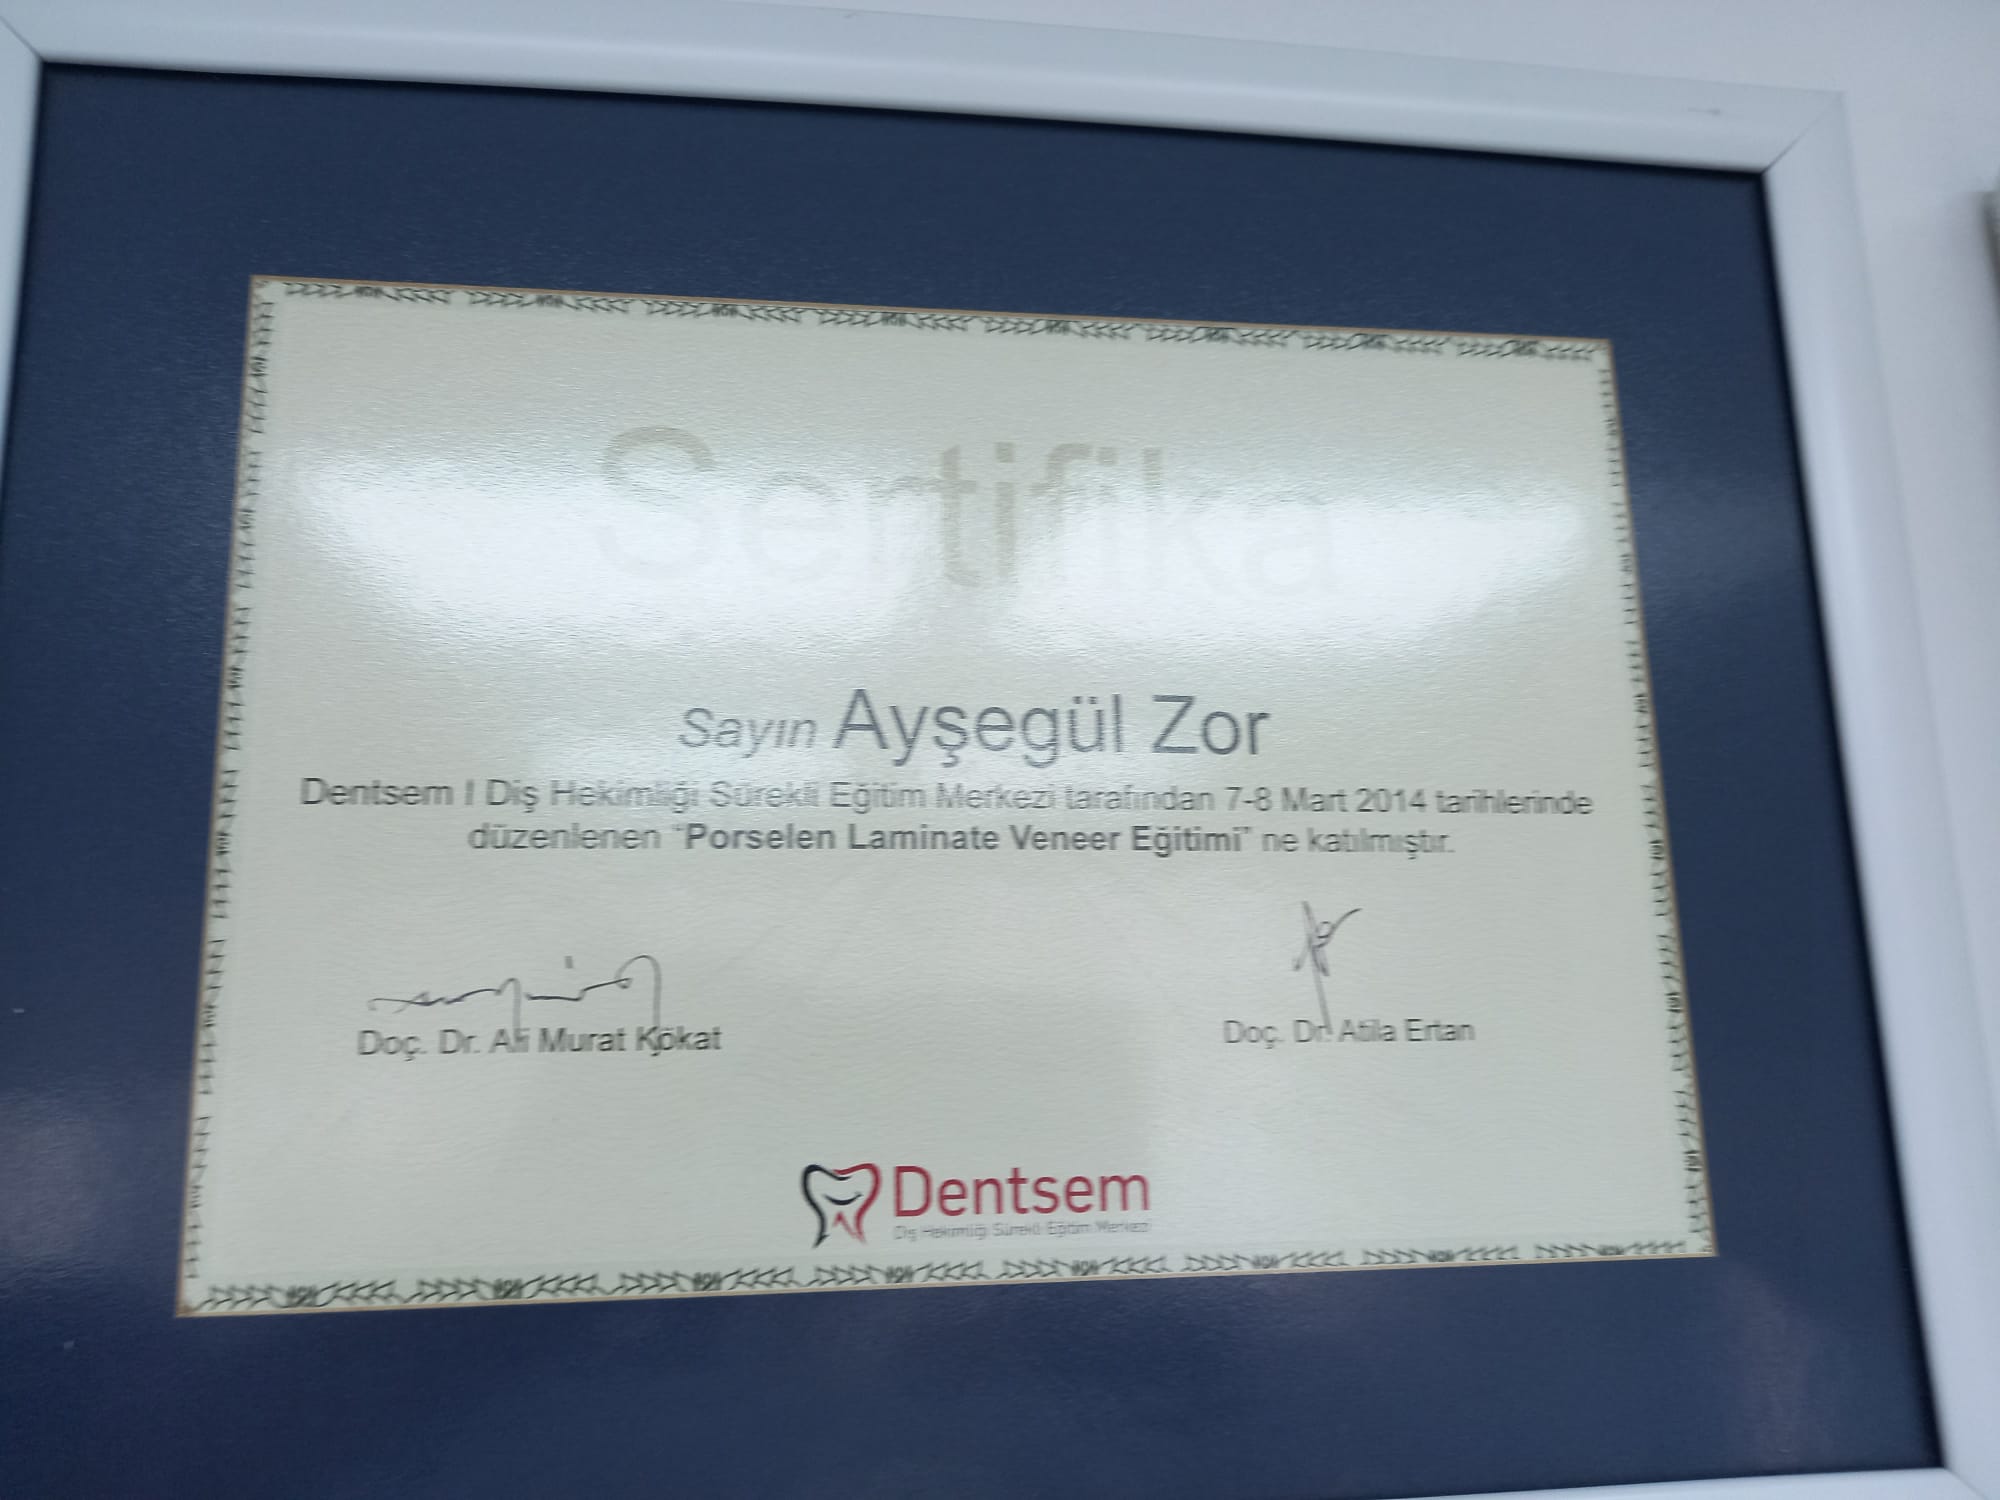 Sertifika
Sayın Ayşegül Zor
Dentsem I Diş Hekimliği Sürekli Eğitim Merkezi tarafından 7-8 Mart 2014 tarihlerinde
düzenlenen "Porselen Laminate Veneer Eğitimi" ne katılmıştır.
Doç. Dr. Ali Murat Kökat
Doç. Dr. Atila Ertan
Dentsem
Diş Hekimliği Sürekli Eğitim Merkezi